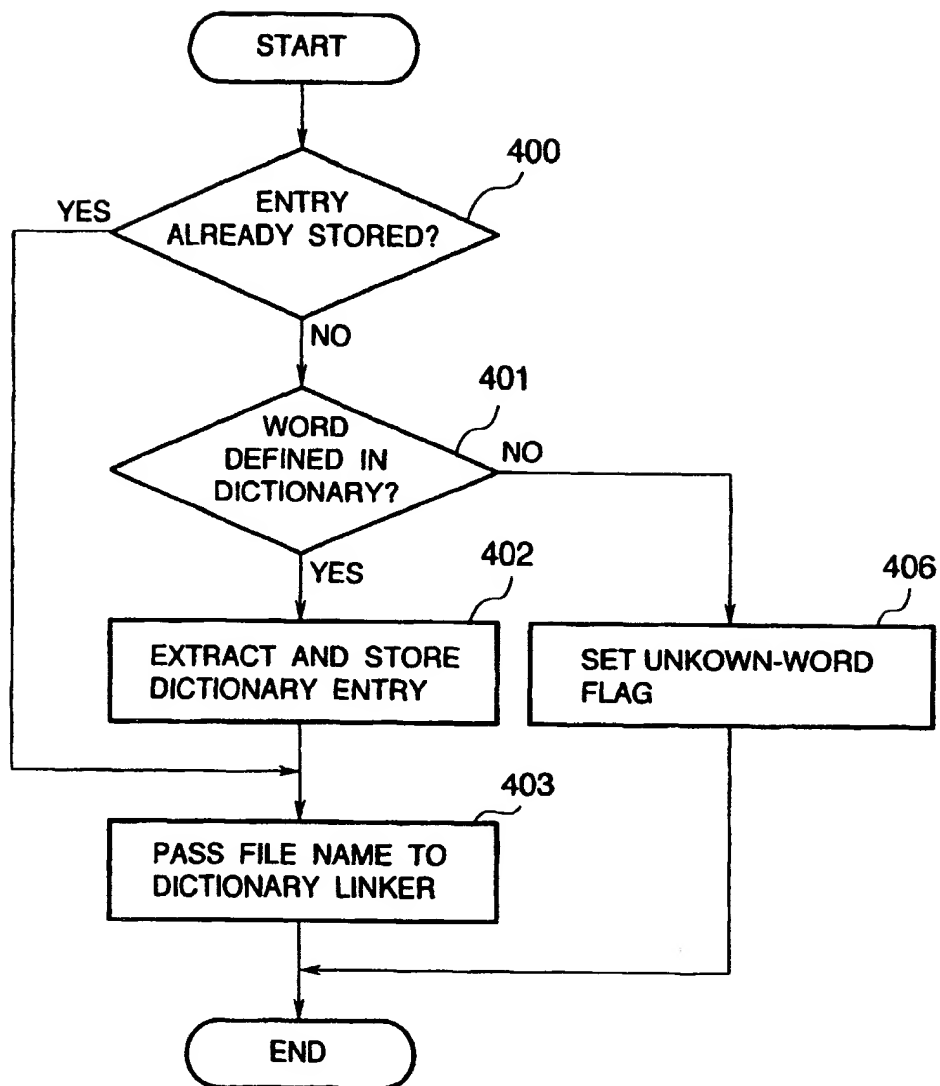 START
400
YES
ENTRY
ALREADY STORED?
NO
401
WORD
DEFINED IN
DICTIONARY?
NO
YES
402
406
EXTRACT AND STORE
DICTIONARY ENTRY
SET UNKOWN-WORD
FLAG
403
PASS FILE NAME TO
DICTIONARY LINKER
END